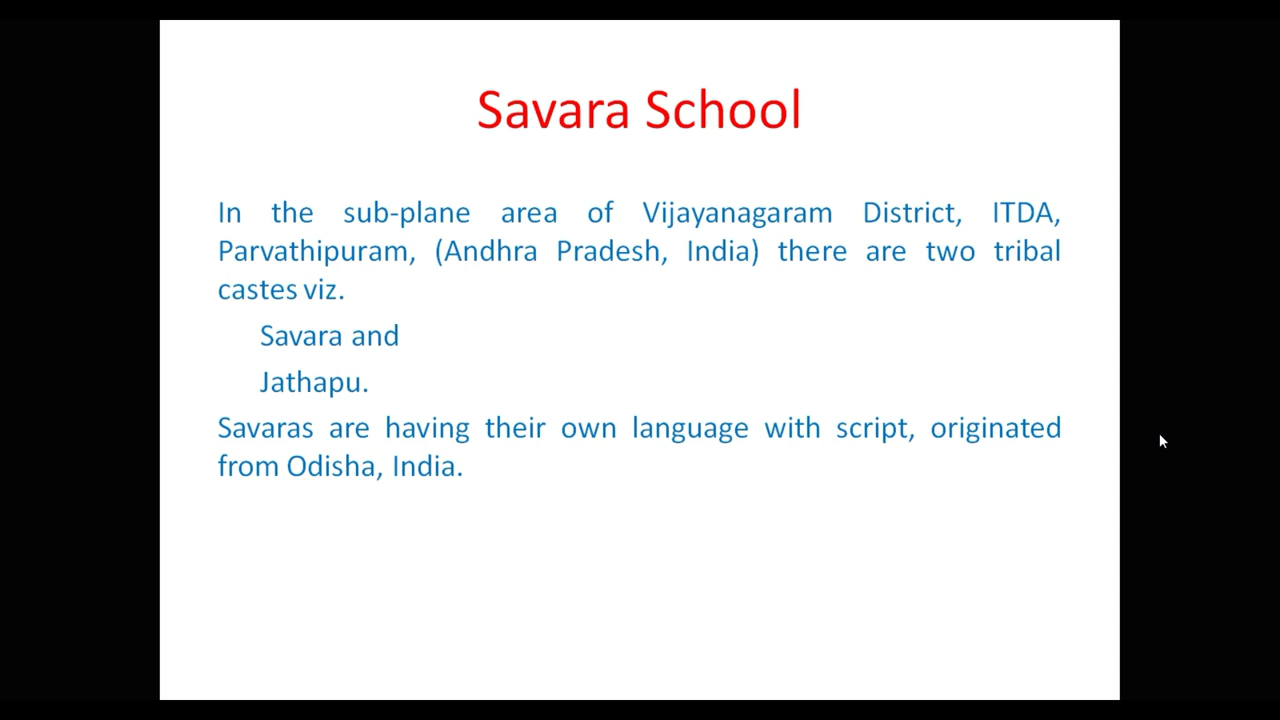 Savara School
In the sub-plane area of Vijayanagaram District, ITDA,
Parvathipuram, (Andhra Pradesh, India) there are two tribal
castes viz.
Savara and
Jathapu.
Savaras are having their own language with script, originated
from Odisha, India.